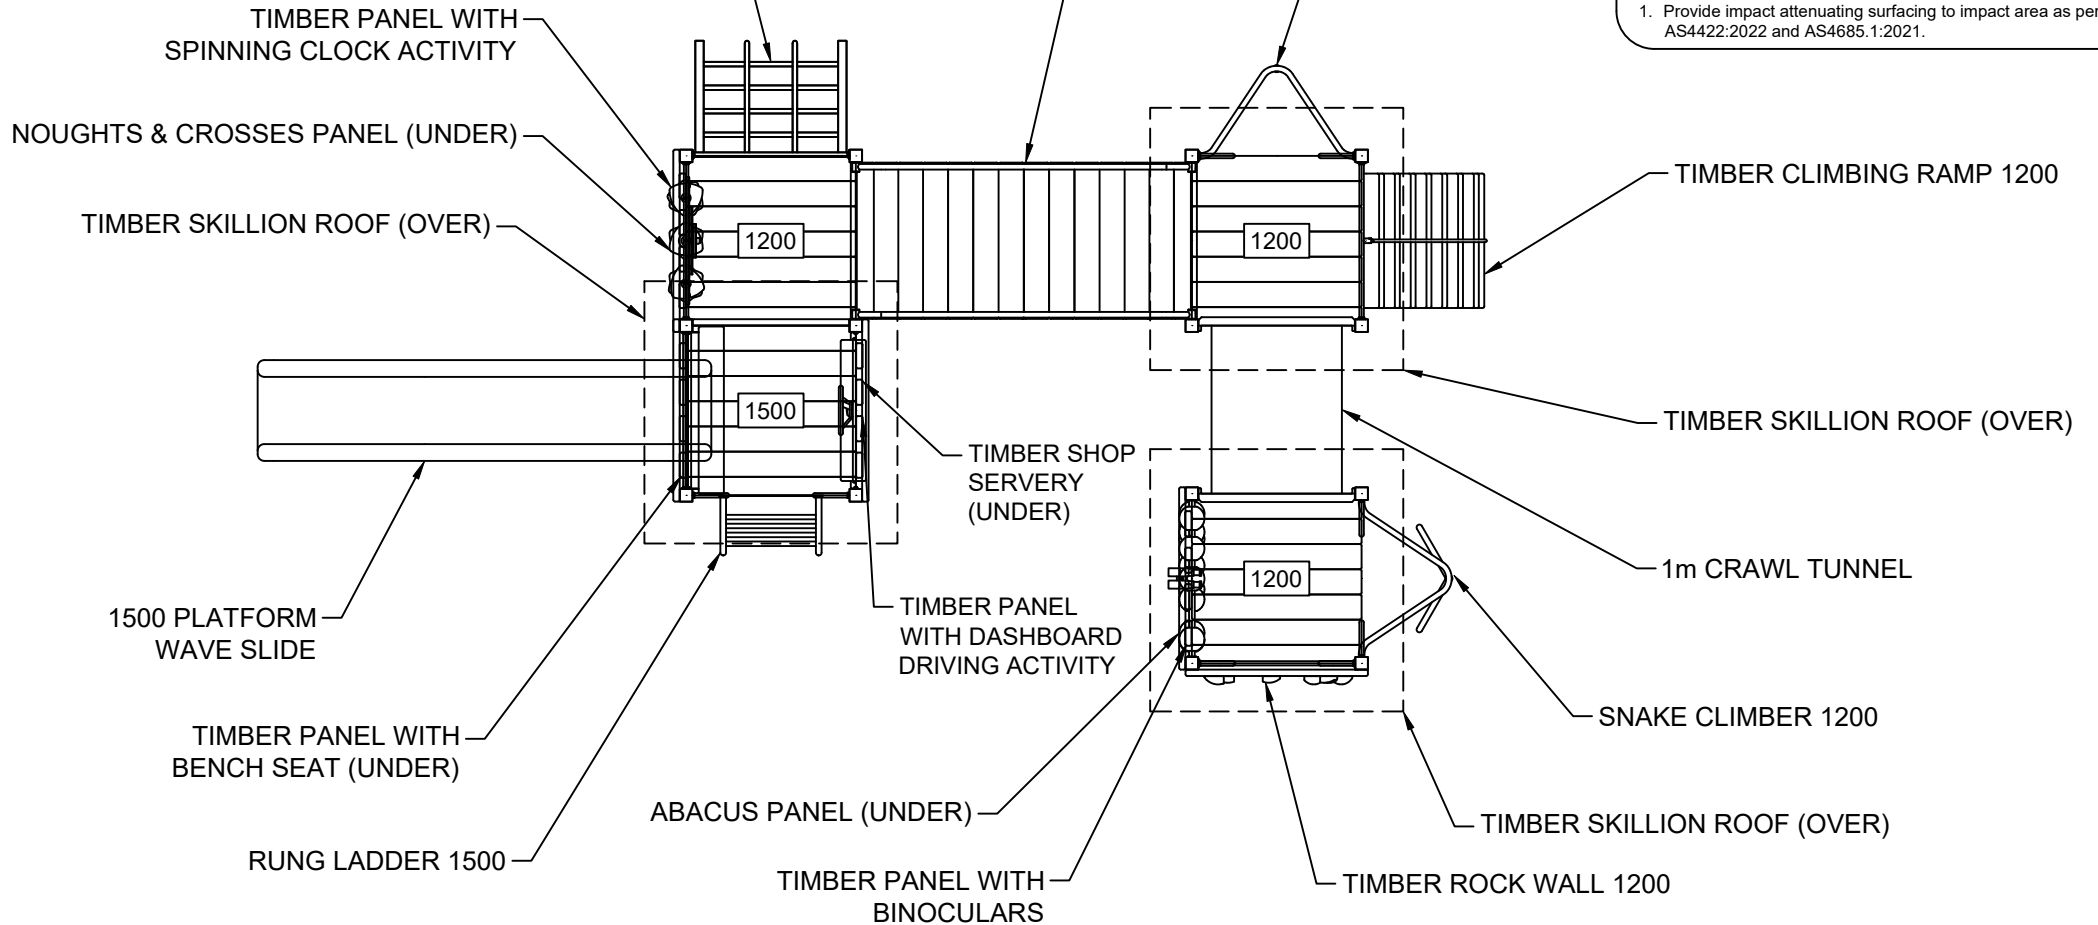 1. Provide impact attenuating surfacing to impact area as per
AS4422:2022 and AS4685.1:2021.
TIMBER PANEL WITH
SPINNING CLOCK ACTIVITY
NOUGHTS & CROSSES PANEL (UNDER)
TIMBER SKILLION ROOF (OVER)
1200
1200
TIMBER CLIMBING RAMP 1200
1500
TIMBER SKILLION ROOF (OVER)
TIMBER SHOP
SERVERY
(UNDER)
1m CRAWL TUNNEL
1200
1500 PLATFORM
WAVE SLIDE
TIMBER PANEL
WITH DASHBOARD
DRIVING ACTIVITY
SNAKE CLIMBER 1200
TIMBER PANEL WITH
BENCH SEAT (UNDER)
ABACUS PANEL (UNDER)
TIMBER SKILLION ROOF (OVER)
RUNG LADDER 1500
TIMBER PANEL WITH
BINOCULARS
TIMBER ROCK WALL 1200